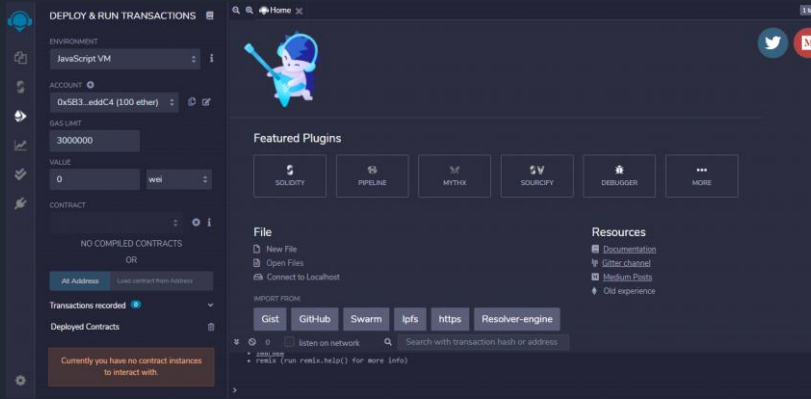 DEPLOY & RUN TRANSACTIONS
ENVIRONMENT
JavaScript VM
i
ACCOUNT
0x5B3...eddC4 (100 ether)
GAS LIMIT
3000000
VALUE
0
wei
CONTRACT
i
NO COMPILED CONTRACTS
OR
At Address
Load contract from Address
Transactions recorded 0
Deployed Contracts
Currently you have no contract instances
to interact with.
Home
Featured Plugins
SOLIDITY
PIPELINE
MYTHX
SOURCIFY
DEBUGGER
MORE
File
New File
Open Files
Connect to Localhost
IMPORT FROM:
Gist
GitHub
Swarm
Ipfs
https
Resolver-engine
Resources
Documentation
Gitter channel
Medium Posts
Old experience
0
listen on network
Search with transaction hash or address
remix (run remix.help() for more info)
>